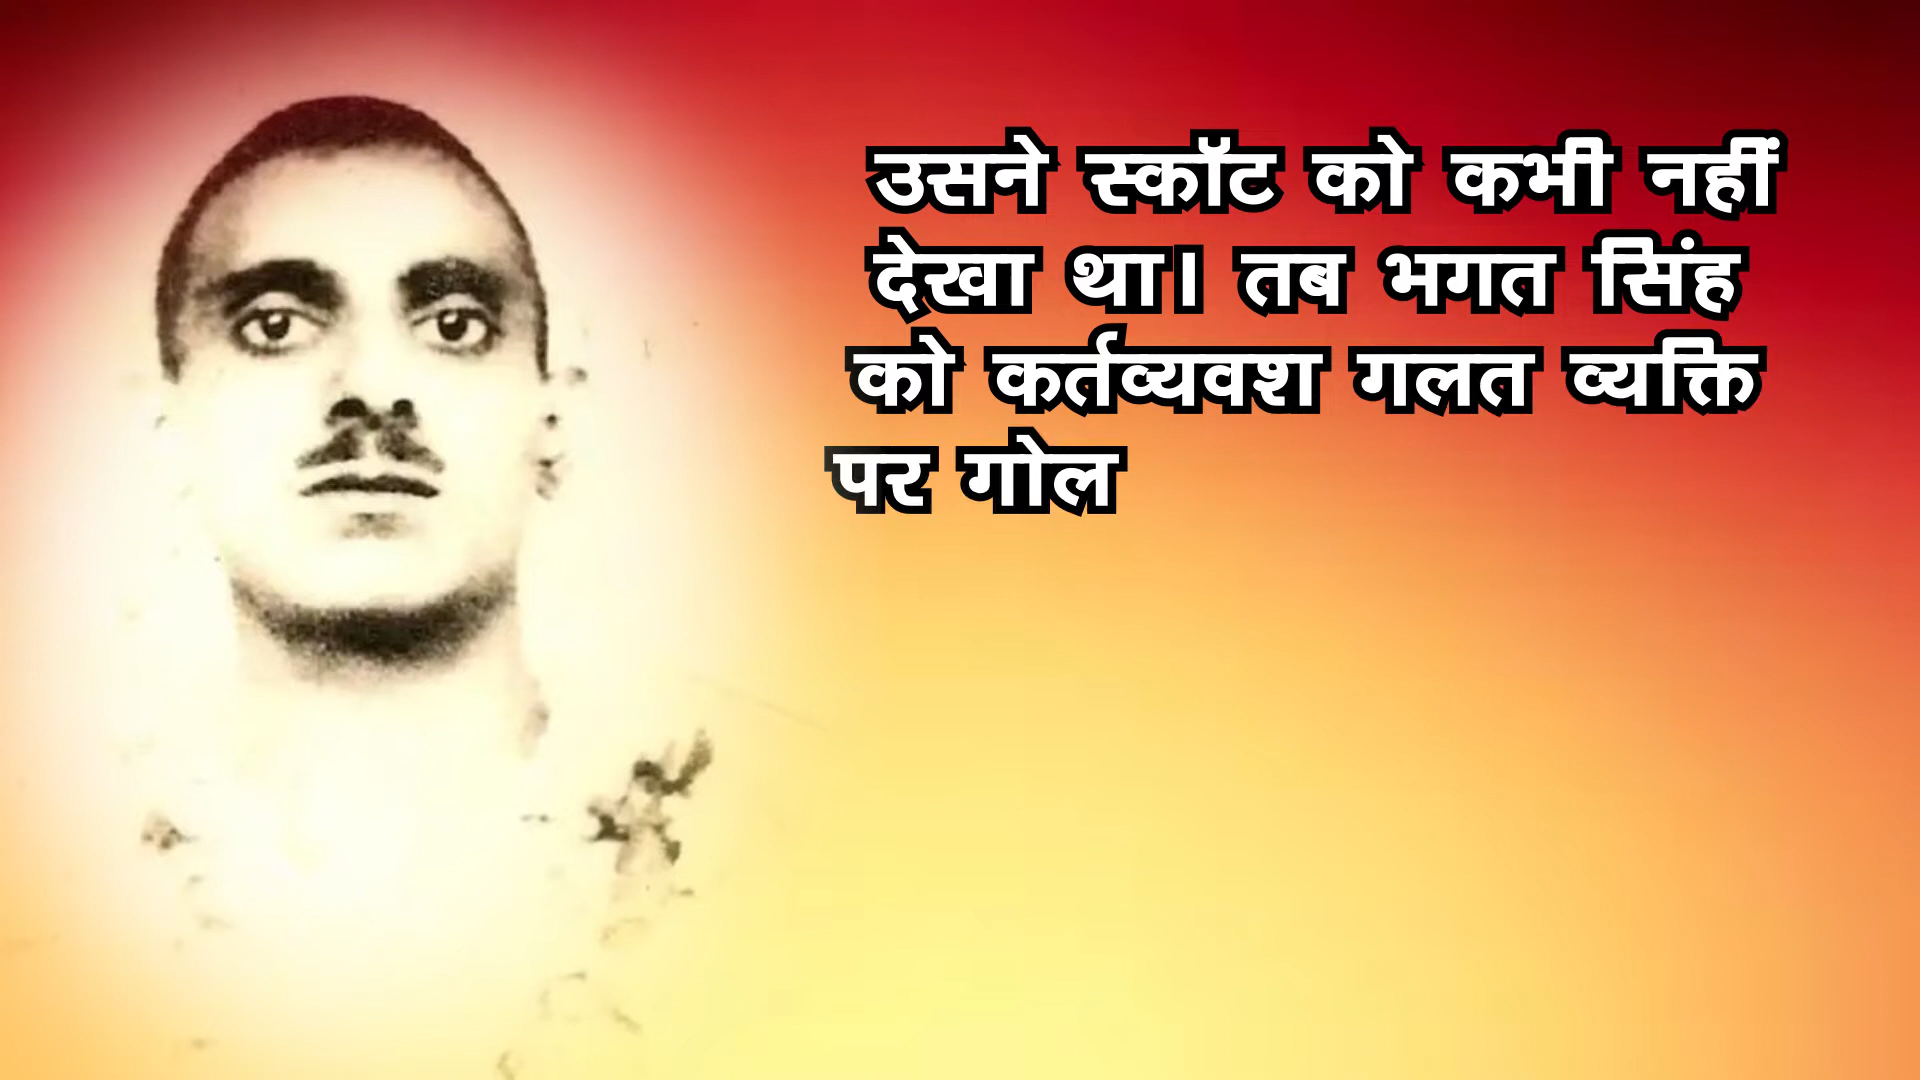 उसने स्कॉट को कभी नहीं
देखा था। तब भगत सिंह
को कर्तव्यवश गलत व्यक्ति
पर गोल